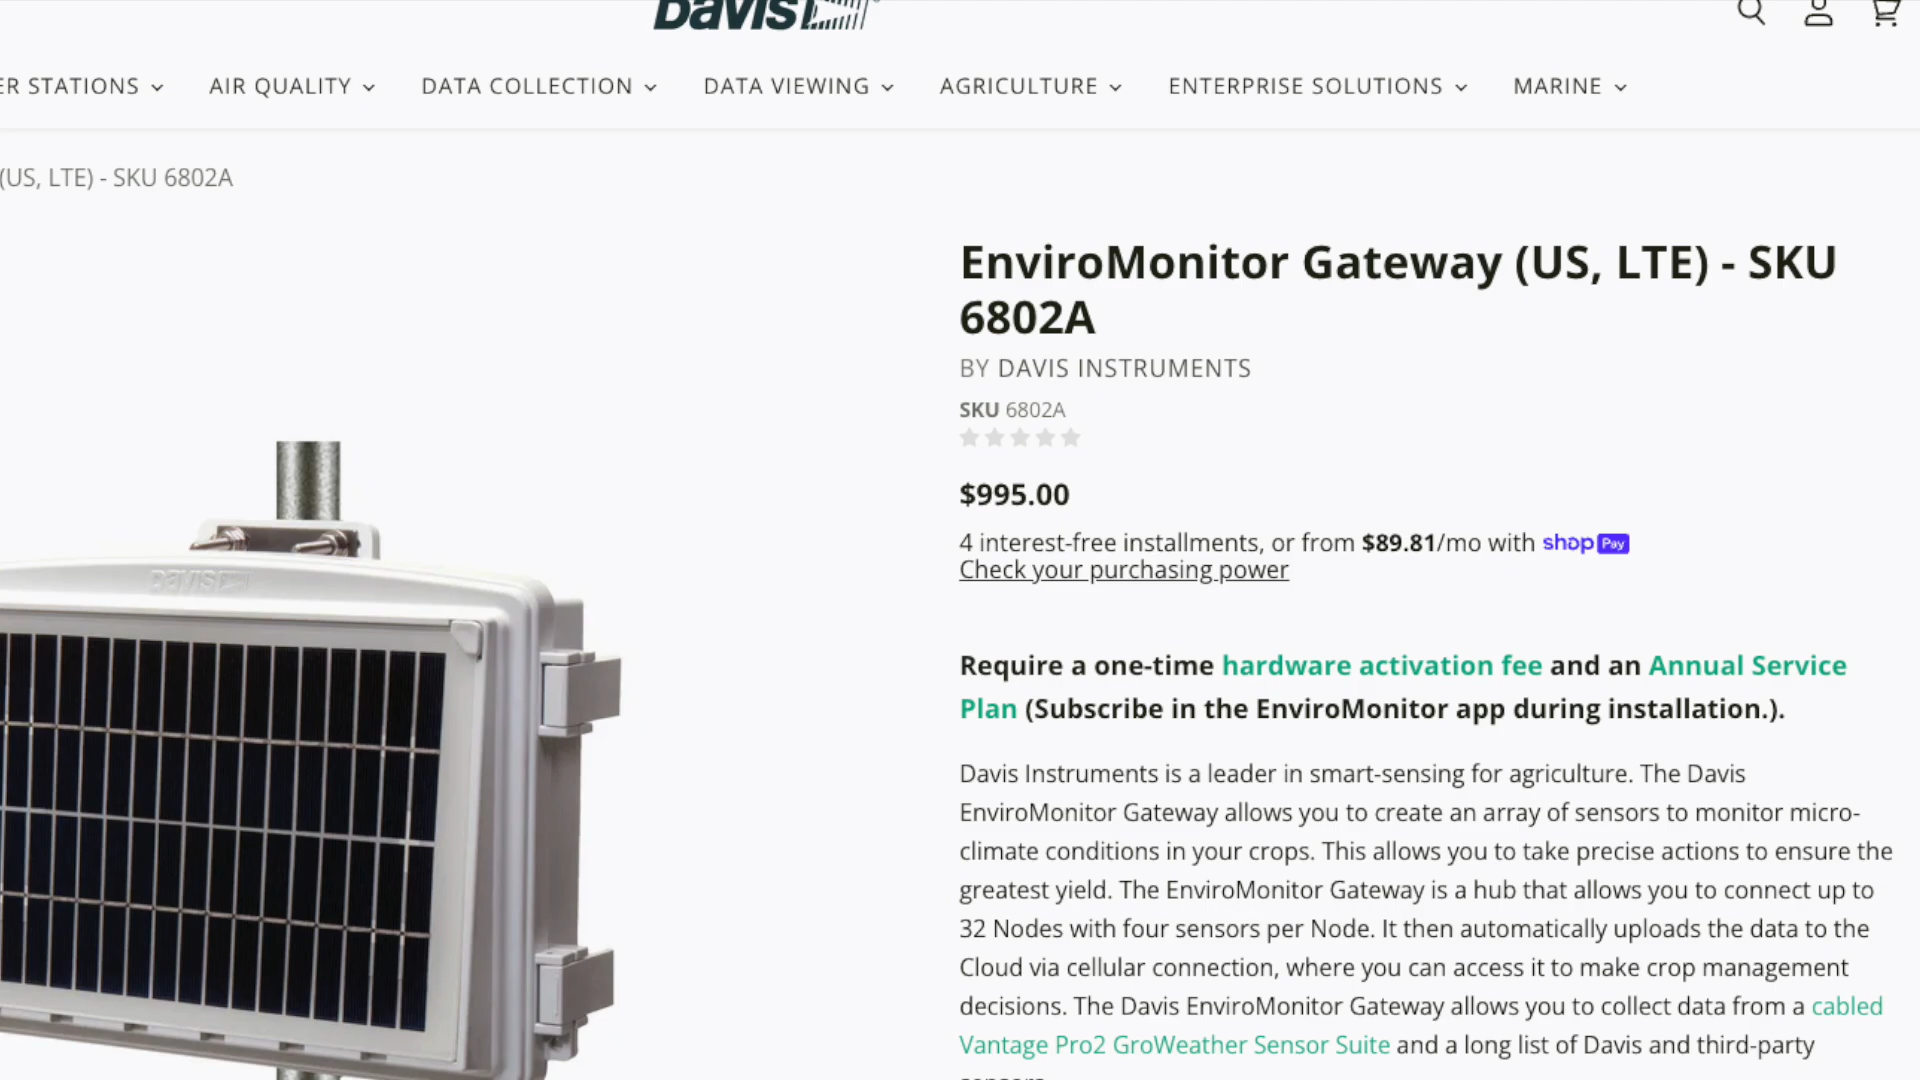 Davis
ER STATIONS AIR QUALITY DATA COLLECTION DATA VIEWING AGRICULTURE ENTERPRISE SOLUTIONS MARINE
(US, LTE) - SKU 6802A
EnviroMonitor Gateway (US, LTE) - SKU
6802A
BY DAVIS INSTRUMENTS
SKU 6802A
$995.00
4 interest-free installments, or from $89.81/mo with shop Pay
Check your purchasing power
DAVIS
Require a one-time hardware activation fee and an Annual Service
Plan (Subscribe in the EnviroMonitor app during installation.).
Davis Instruments is a leader in smart-sensing for agriculture. The Davis
EnviroMonitor Gateway allows you to create an array of sensors to monitor micro-
climate conditions in your crops. This allows you to take precise actions to ensure the
greatest yield. The EnviroMonitor Gateway is a hub that allows you to connect up to
32 Nodes with four sensors per Node. It then automatically uploads the data to the
Cloud via cellular connection, where you can access it to make crop management
decisions. The Davis EnviroMonitor Gateway allows you to collect data from a cabled
Vantage Pro2 GroWeather Sensor Suite and a long list of Davis and third-party